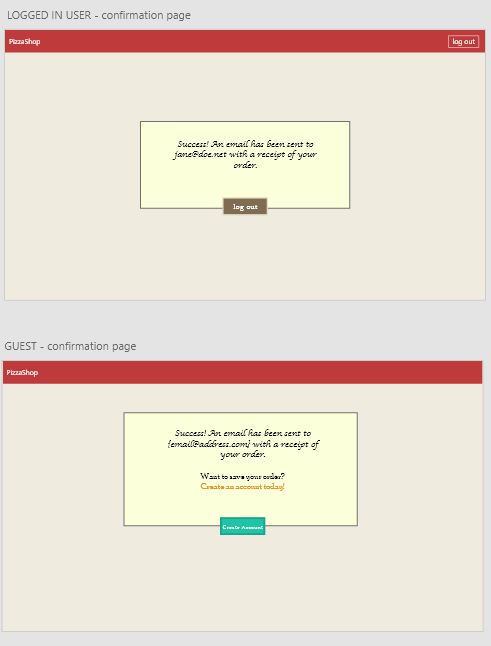 LOGGED IN USER - confirmation page
PizzaShop
log out
Success! An email has been sent to
jane@doe.net with a receipt of your
order.
log out
GUEST - confirmation page
PizzaShop
Success! An email has been sent to
{email@address.com} with a receipt of
your order.
Want to save your order?
Create an account today!
Create Account